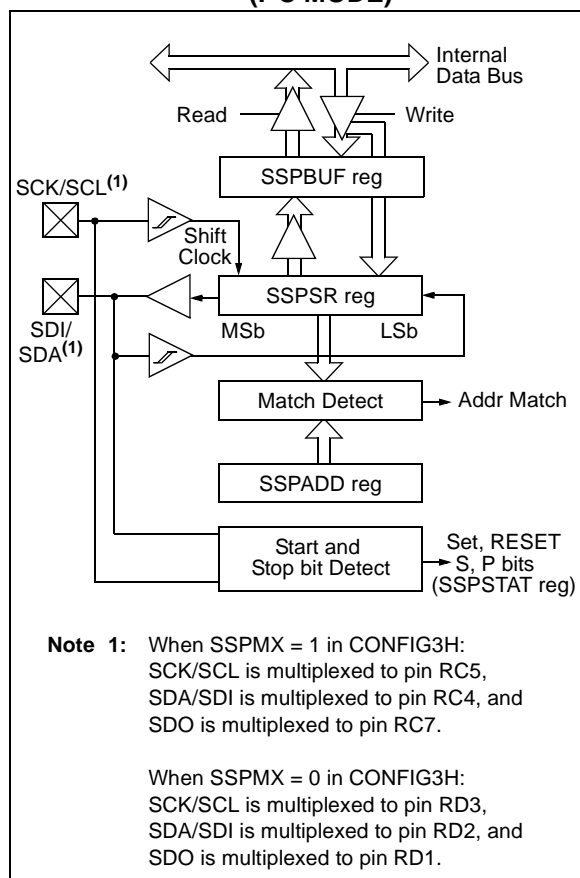 (I²C MODE)
Internal
Data Bus
Read
Write
SSPBUF reg
SCK/SCL(1)
Shift
Clock
SSPSR reg
MSb
LSb
SDI/
SDA(1)
Match Detect
Addr Match
SSPADD reg
Start and
Stop bit Detect
Set, RESET
S, P bits
(SSPSTAT reg)
Note 1: When SSPMX = 1 in CONFIG3H:
SCK/SCL is multiplexed to pin RC5,
SDA/SDI is multiplexed to pin RC4, and
SDO is multiplexed to pin RC7.
When SSPMX = 0 in CONFIG3H:
SCK/SCL is multiplexed to pin RD3,
SDA/SDI is multiplexed to pin RD2, and
SDO is multiplexed to pin RD1.